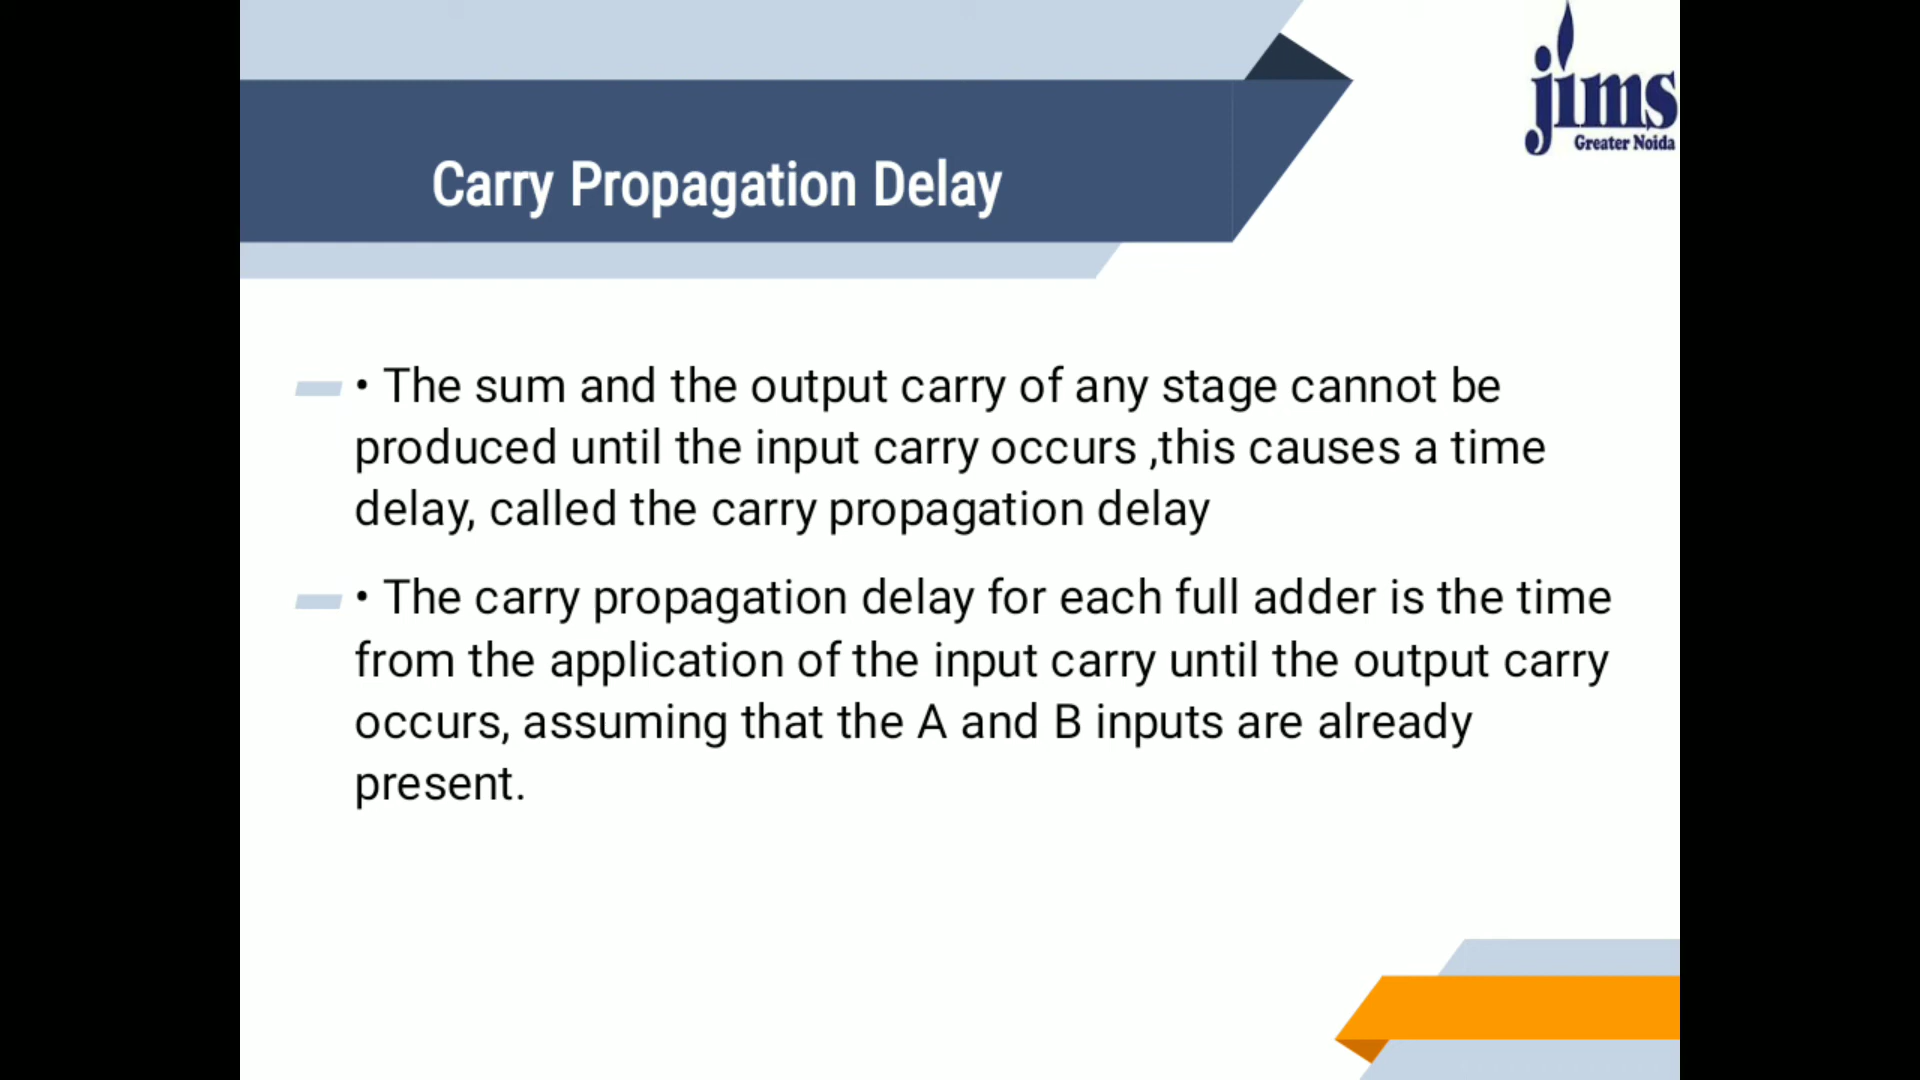 jims
Greater Noida
Carry Propagation Delay
• The sum and the output carry of any stage cannot be
produced until the input carry occurs ,this causes a time
delay, called the carry propagation delay
• The carry propagation delay for each full adder is the time
from the application of the input carry until the output carry
occurs, assuming that the A and B inputs are already
present.